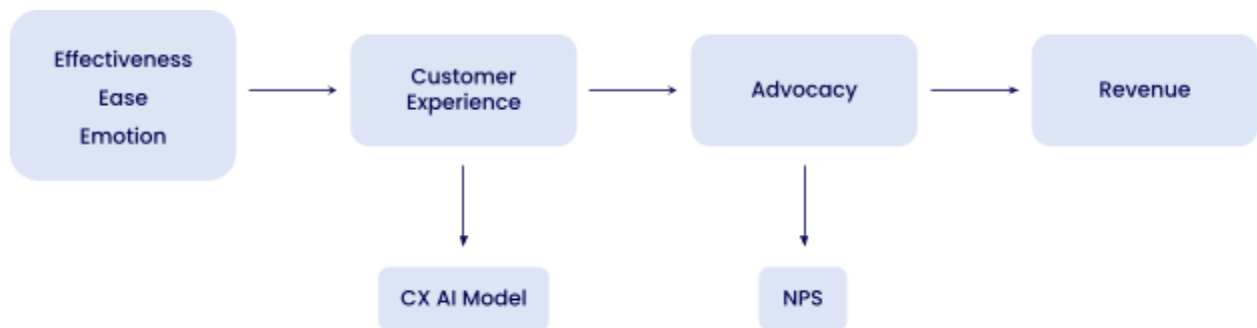 Effectiveness
Ease
Emotion
Customer
Experience
Advocacy
Revenue
CX AI Model
NPS